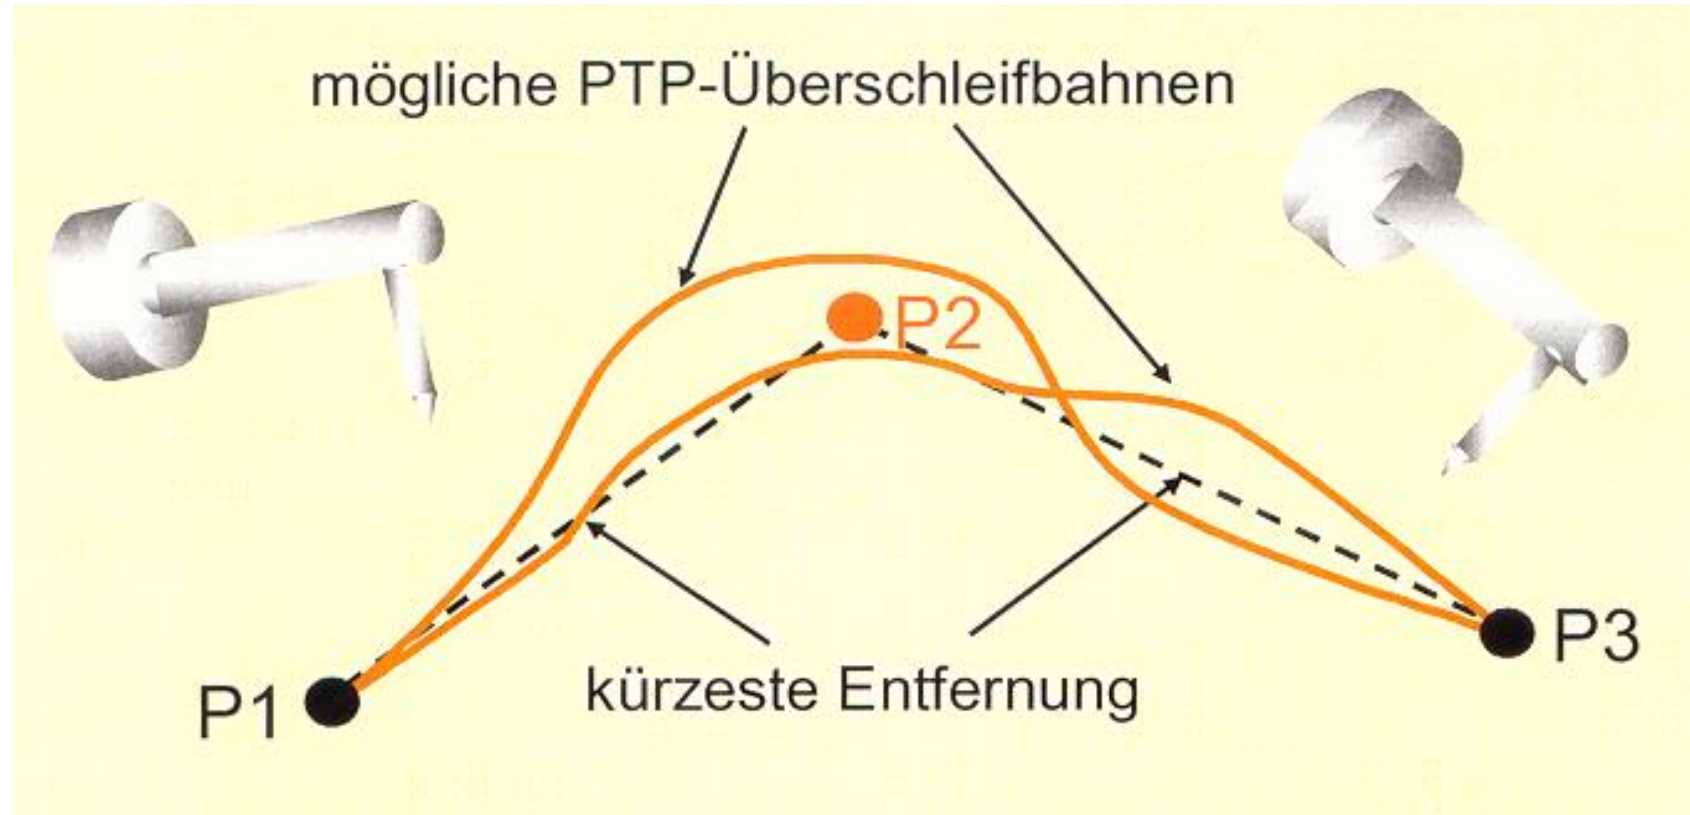 mögliche PTP-Überschleifbahnen
P2
P3
kürzeste Entfernung
P1